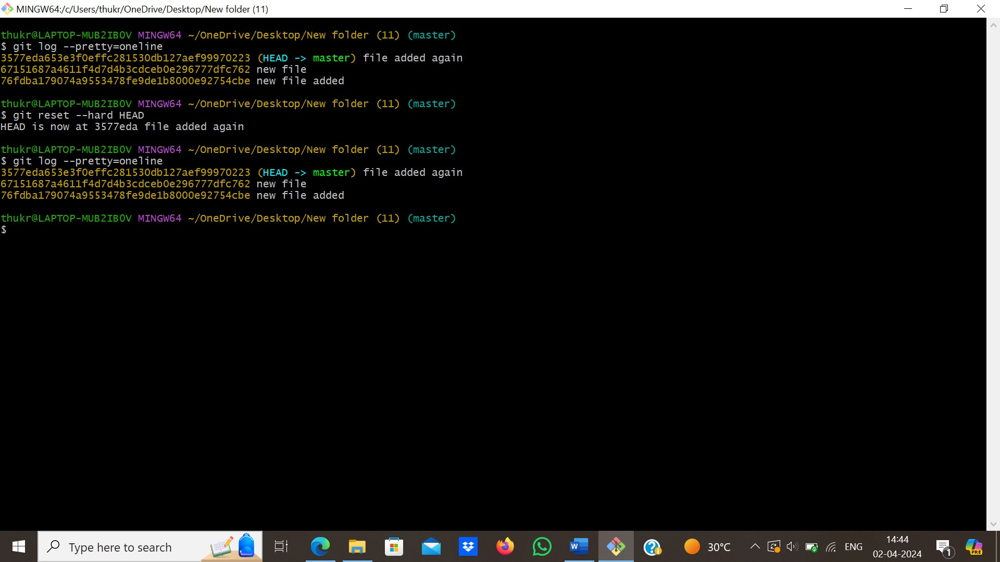 MINGW64:/c/Users/thukr/OneDrive/Desktop/New folder (11)
thukr@LAPTOP-MUB2IB0V MINGW64 ~/OneDrive/Desktop/New folder (11) (master)
$ git log --pretty=oneline
3577eda653e3f0effc281530db127aef99970223 (HEAD -> master) file added again
67151687a4611f4d7d4b3cdceb0e296777dfc762 new file
76fdba179074a9553478fe9de1b8000e92754cbe new file added
thukr@LAPTOP-MUB2IB0V MINGW64 ~/OneDrive/Desktop/New folder (11) (master)
$ git reset --hard HEAD
HEAD is now at 3577eda file added again
thukr@LAPTOP-MUB2IB0V MINGW64 ~/OneDrive/Desktop/New folder (11) (master)
$ git log --pretty=oneline
3577eda653e3f0effc281530db127aef99970223 (HEAD -> master) file added again
67151687a4611f4d7d4b3cdceb0e296777dfc762 new file
76fdba179074a9553478fe9de1b8000e92754cbe new file added
thukr@LAPTOP-MUB2IB0V MINGW64 ~/OneDrive/Desktop/New folder (11) (master)
$
Type here to search
W
30°C
ENG
14:44
02-04-2024
1
PRE